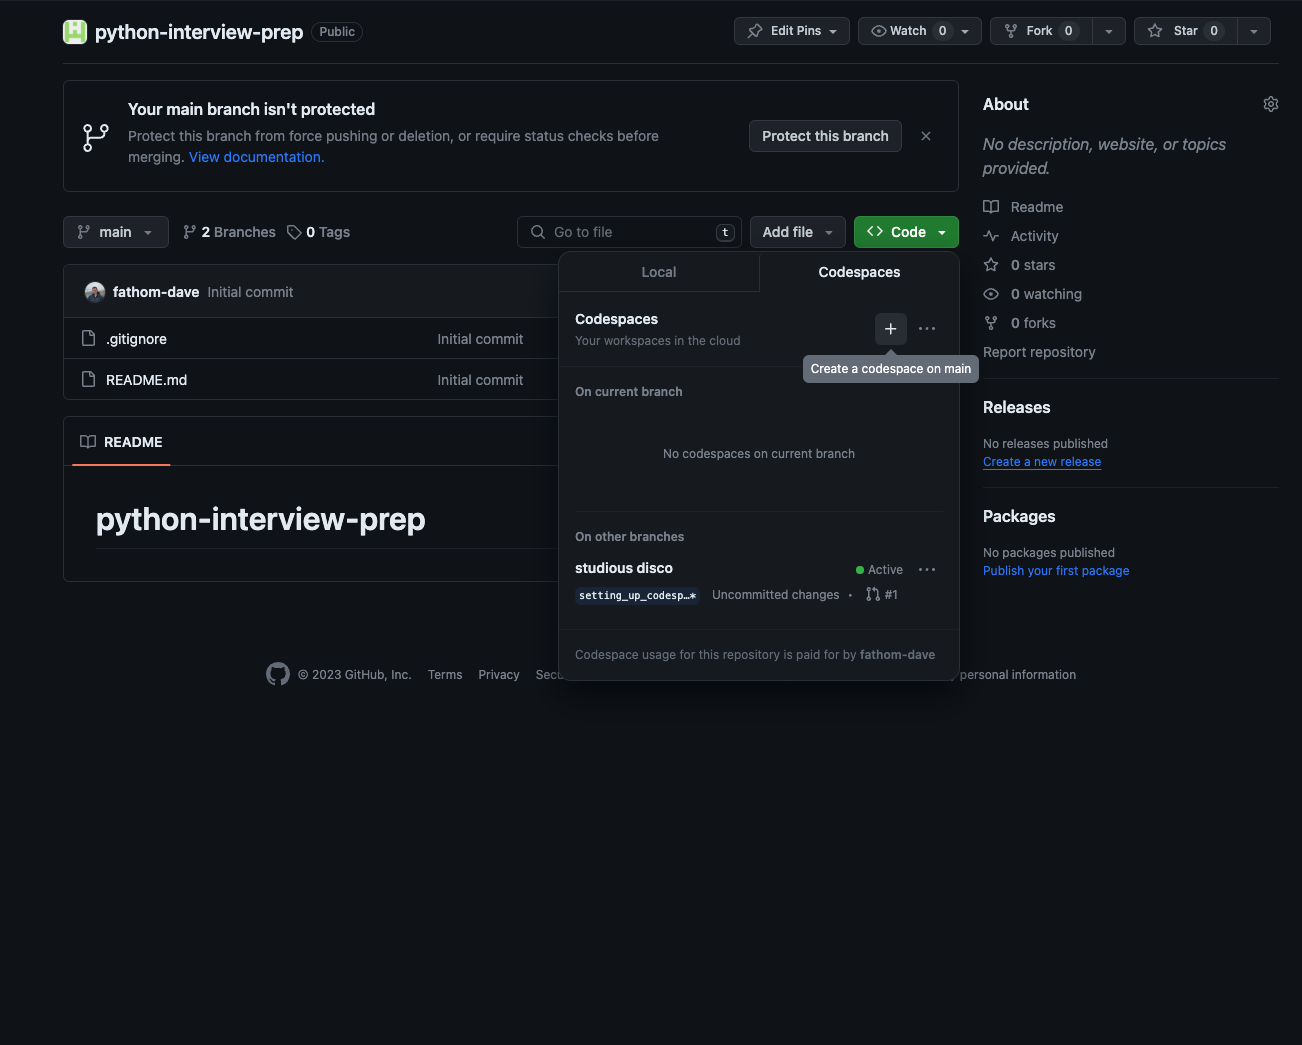 python-interview-prep Public
Edit Pins
Watch 0
Fork 0
Star 0
Your main branch isn't protected
Protect this branch from force pushing or deletion, or require status checks before
merging. View documentation.
Protect this branch
main
2 Branches
0 Tags
Go to file
t
Add file
Code
fathom-dave Initial commit
.gitignore
Initial commit
README.md
Initial commit
README
python-interview-prep
Local
Codespaces
Codespaces
Your workspaces in the cloud
Create a codespace on main
On current branch
No codespaces on current branch
On other branches
studious disco
Active
setting_up_codesp…*
Uncommitted changes • #1
Codespace usage for this repository is paid for by fathom-dave
About
No description, website, or topics
provided.
Readme
Activity
0 stars
0 watching
0 forks
Report repository
Releases
No releases published
Create a new release
Packages
No packages published
Publish your first package
© 2023 GitHub, Inc. Terms Privacy
personal information